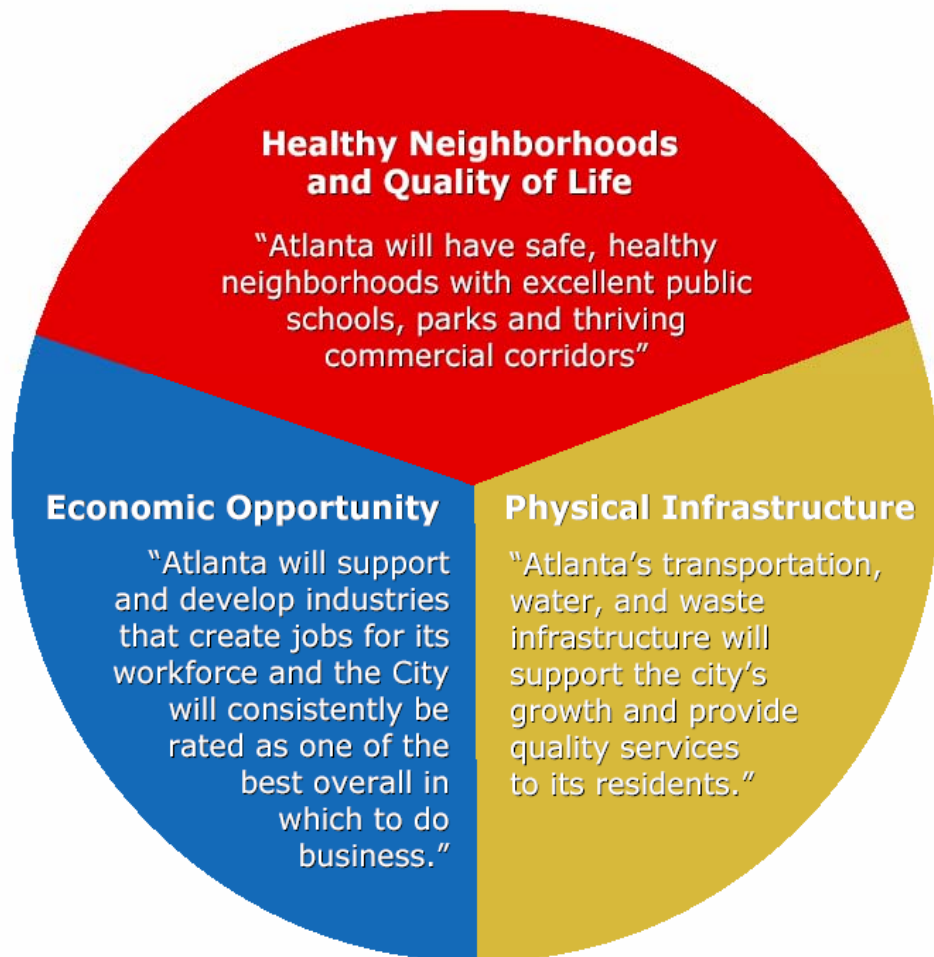 Healthy Neighborhoods
and Quality of Life
“Atlanta will have safe, healthy
neighborhoods with excellent public
schools, parks and thriving
commercial corridors”
Economic Opportunity
“Atlanta will support
and develop industries
that create jobs for its
workforce and the City
will consistently be
rated as one of the
best overall in
which to do
business.”
Physical Infrastructure
“Atlanta’s transportation,
water, and waste
infrastructure will
support the city’s
growth and provide
quality services
to its residents.”